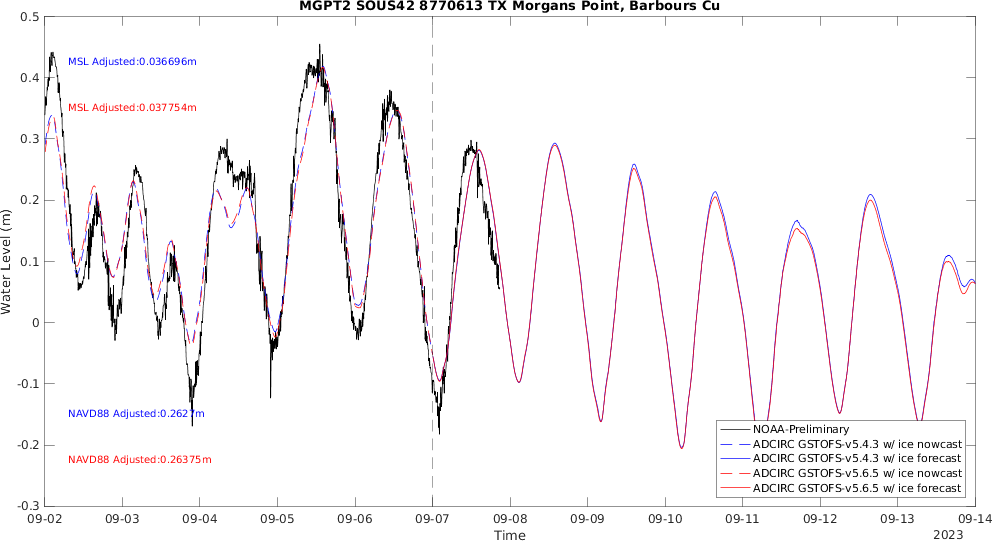 MGPT2 SOUS42 8770613 TX Morgans Point, Barbours Cu
0.5
0.4
0.3
0.2
0.1
0
-0.1
-0.2
-0.3
Water Level (m)
MSL Adjusted:0.036696m
MSL Adjusted:0.037754m
NAVD88 Adjusted:0.2627m
NAVD88 Adjusted:0.26375m
NOAA-Preliminary
ADCIRC GSTOFS-v5.4.3 w/ ice nowcast
ADCIRC GSTOFS-v5.4.3 w/ ice forecast
ADCIRC GSTOFS-v5.6.5 w/ ice nowcast
ADCIRC GSTOFS-v5.6.5 w/ ice forecast
09-02 09-03 09-04 09-05 09-06 09-07 09-08 09-09 09-10 09-11 09-12 09-13 09-14
Time
2023